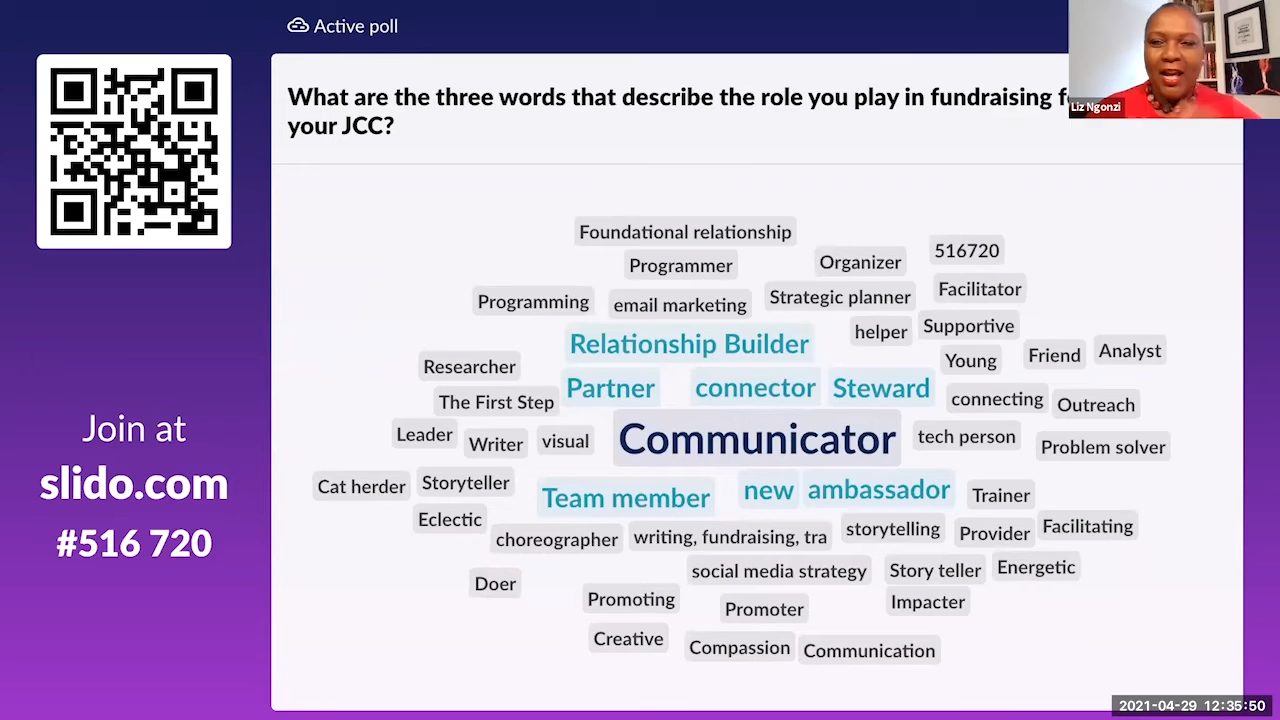 Active poll
What are the three words that describe the role you play in fundraising
your JCC?
Liz Ngonzi
Foundational relationship
516720
Programmer
Organizer
Facilitator
Programming
email marketing
Strategic planner
helper
Supportive
Relationship Builder
Young
Friend
Analyst
Researcher
Partner
connector
Steward
The First Step
connecting
Outreach
Leader
Writer
visual
Communicator
tech person
Problem solver
Cat herder
Storyteller
Team member
new
ambassador
Trainer
Eclectic
choreographer
writing, fundraising, tra
storytelling
Provider
Facilitating
Doer
social media strategy
Story teller
Energetic
Promoting
Promoter
Impacter
Creative
Compassion
Communication
Join at
slido.com
#516 720
2021-04-29 12:35:50